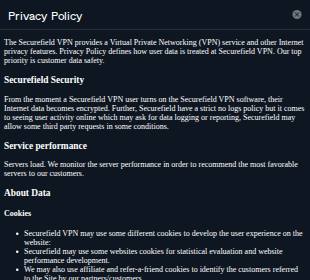 Privacy Policy
The Securefield VPN provides a Virtual Private Networking (VPN) service and other Internet
privacy features. Privacy Policy defines how user data is treated at Securefield VPN. Our top
priority is customer data safety.
Securefield Security
From the moment a Securefield VPN user turns on the Securefield VPN software, their
Internet data becomes encrypted. Further, Securefield have a strict no logs policy but it comes
to seeing user activity online which may ask for data logging or reporting, Securefield may
allow some third party requests in some conditions.
Service performance
Servers load. We monitor the server performance in order to recommend the most favorable
servers to our customers.
About Data
Cookies
• Securefield VPN may use some different cookies to develop the user experience on the
website:
• Securefield may use some websites cookies for statistical evaluation and website
performance development.
• We may also use affiliate and refer-a-friend cookies to identify the customers referred
to the Site by our partners/customers.